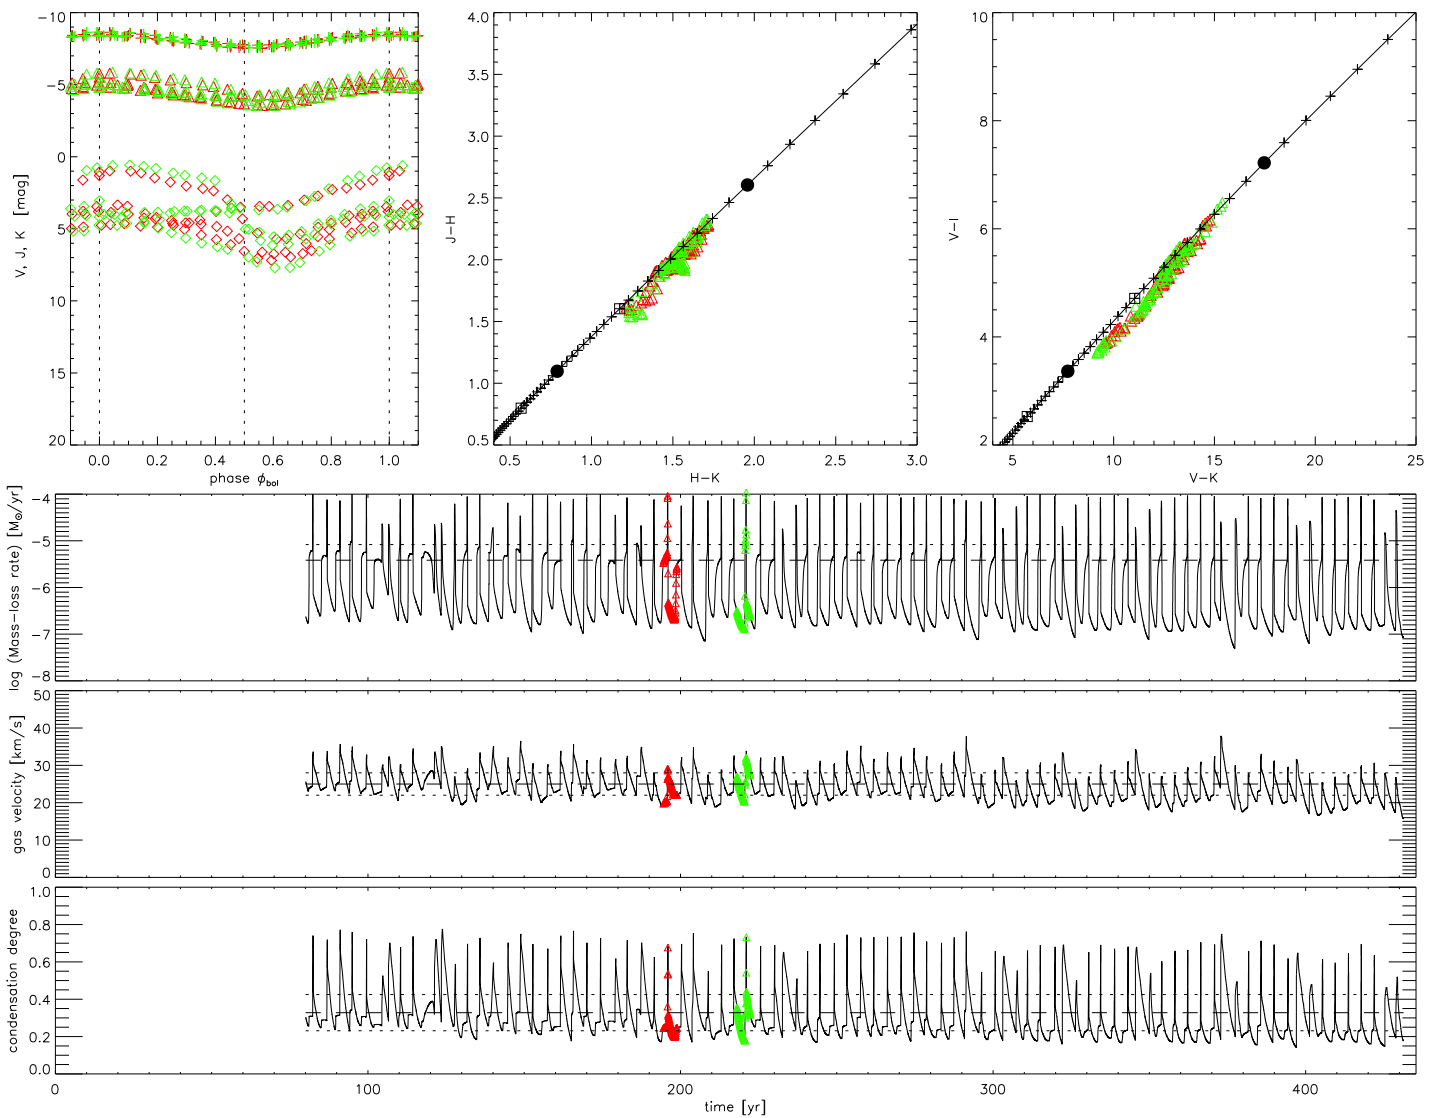 V, J, K [mag]
−10
−5
0
5
10
15
20
0.0 0.2 0.4 0.6 0.8 1.0
phase ϕbol
J−H
4.0
3.5
3.0
2.5
2.0
1.5
1.0
0.5
0.5 1.0 1.5 2.0 2.5 3.0
H−K
V−I
10
8
6
4
2
5 10 15 20 25
V−K
log (Mass−loss rate) [M⊙/yr]
−4
−5
−6
−7
−8
gas velocity [km/s]
50
40
30
20
10
0
condensation degree
1.0
0.8
0.6
0.4
0.2
0.0
0 100 200 300 400
time [yr]